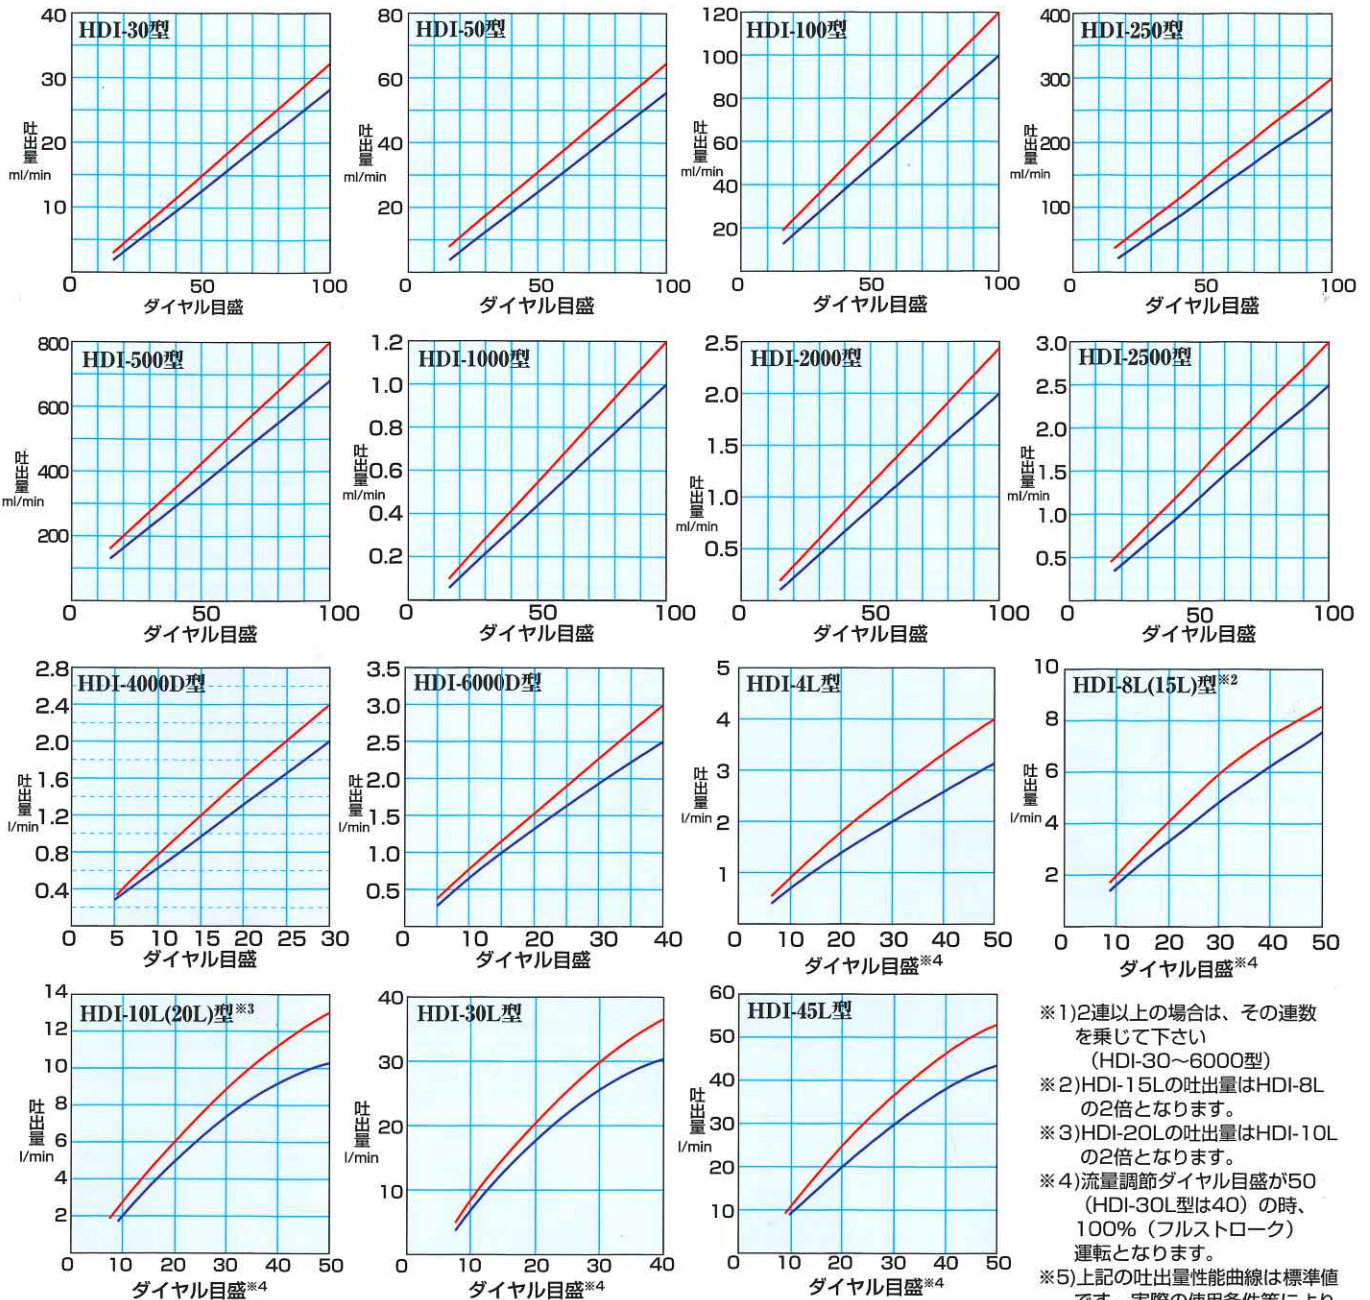 HDI-30型
40
30
20
10
0
50
100
吐出量
ml/min
ダイヤル目盛
HDI-50型
80
60
40
20
0
50
100
吐出量
ml/min
ダイヤル目盛
HDI-100型
120
100
80
60
40
20
0
50
100
吐出量
ml/min
ダイヤル目盛
HDI-250型
400
300
200
100
0
50
100
吐出量
ml/min
ダイヤル目盛
HDI-500型
800
600
400
200
0
50
100
吐出量
ml/min
ダイヤル目盛
HDI-1000型
1.2
1.0
0.8
0.6
0.4
0.2
0
50
100
吐出量
ml/min
ダイヤル目盛
HDI-2000型
2.5
2.0
1.5
1.0
0.5
0
50
100
吐出量
ml/min
ダイヤル目盛
HDI-2500型
3.0
2.5
2.0
1.5
1.0
0.5
0
50
100
吐出量
ml/min
ダイヤル目盛
HDI-4000D型
2.8
2.4
2.0
1.6
1.2
0.8
0.4
0 5 10 15 20 25 30
吐出量
l/min
ダイヤル目盛
HDI-6000D型
3.5
3.0
2.5
2.0
1.5
1.0
0.5
0 10 20 30 40
吐出量
l/min
ダイヤル目盛
HDI-4L型
5
4
3
2
1
0 10 20 30 40 50
吐出量
l/min
ダイヤル目盛※4
HDI-8L(15L)型※2
10
8
6
4
2
0 10 20 30 40 50
吐出量
l/min
ダイヤル目盛※4
HDI-10L(20L)型※3
14
12
10
8
6
4
2
0 10 20 30 40 50
吐出量
l/min
ダイヤル目盛※4
HDI-30L型
40
30
20
10
0 10 20 30 40
吐出量
l/min
ダイヤル目盛※4
HDI-45L型
60
50
40
30
20
10
0 10 20 30 40 50
吐出量
l/min
ダイヤル目盛※4
※1)2連以上の場合は、その連数
を乗じて下さい
(HDI-30〜6000型)
※2)HDI-15Lの吐出量はHDI-8L
の2倍となります。
※3)HDI-20Lの吐出量はHDI-10L
の2倍となります。
※4)流量調節ダイヤル目盛が50
(HDI-30L型は40)の時、
100%(フルストローク)
運転となります。
※5)上記の吐出量性能曲線は標準値